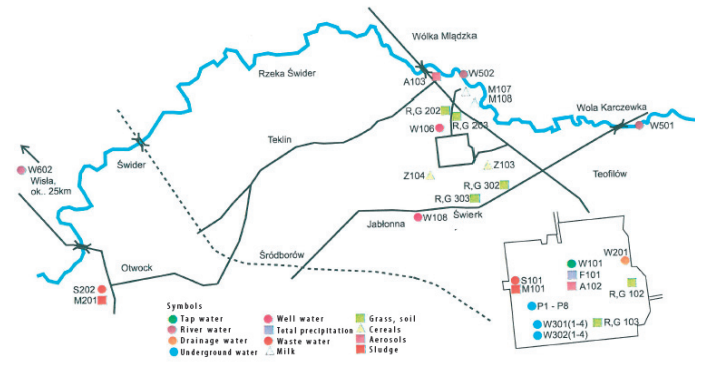 Wólka Mlądzka
Rzeka Świder
A103
W502
M107
M108
R,G 202
R,G 203
Wola Karczewka
W501
W106
Teklin
Świder
W602
Wisła,
ok.. 25km
Z103
Z104
Teofilów
R,G 302
R,G 303
Świerk
Jabłonna
W108
Śródborów
Otwock
S202
M201
W101
F101
A102
W201
S101
M101
R,G 102
P1 - P8
W301(1-4)
W302(1-4)
R,G 103
Symbols
Tap water
River water
Drainage water
Underground water
Well water
Total precipitation
Waste water
Milk
Grass, soil
Cereals
Aerosols
Sludge